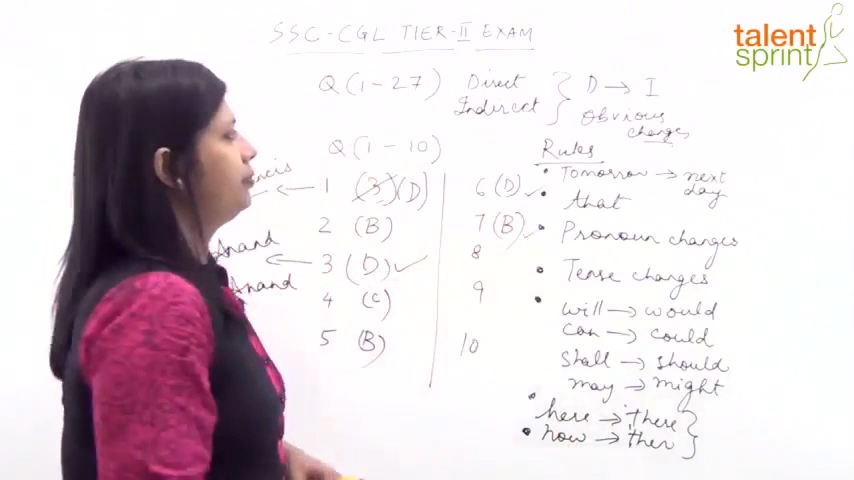 SSC-CGL TIER-II EXAM
talent
sprint
Q (1-27) Direct
Indirect
D → I
Obvious
changes
Q (1-10)
1 (3) (D)
2 (B)
Anand
3 (D) ✓
Anand
4 (C)
5 (B)
6 (D) ✓
7 (B) ✓
8
9
10
Rules
• Tomorrow → next
day
• that
• Pronoun changes
• Tense changes
• will → would
can → could
shall → should
may → might
• here → there
• now → then